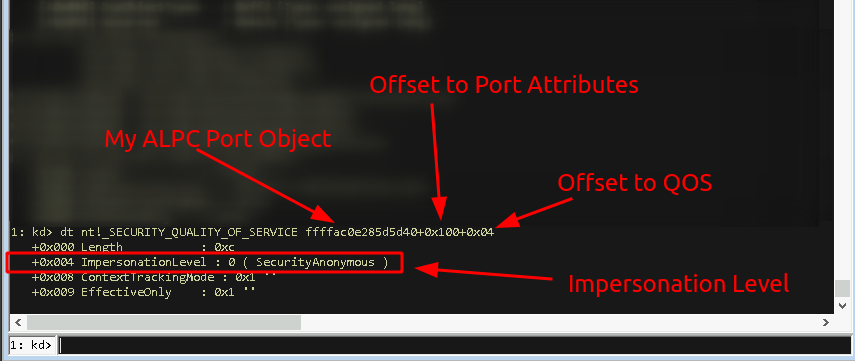 Offset to Port Attributes
My ALPC Port Object
Offset to QOS
1: kd> dt nt!_SECURITY_QUALITY_OF_SERVICE ffffac0e285d5d40+0x100+0x04
+0x000 Length : 0xc
+0x004 ImpersonationLevel : 0 ( SecurityAnonymous )
+0x008 ContextTrackingMode : 0x1 ''
+0x009 EffectiveOnly : 0x1 ''
Impersonation Level
1: kd>